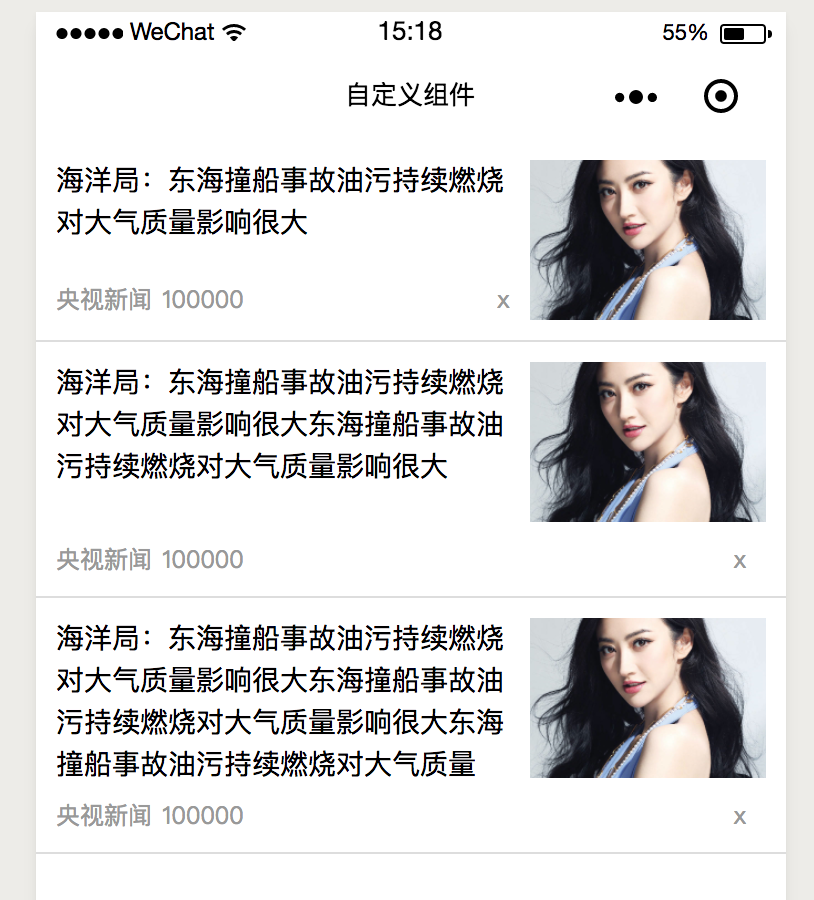 WeChat 15:18 55%
自定义组件
海洋局：东海撞船事故油污持续燃烧
对大气质量影响很大
央视新闻 100000 x
海洋局：东海撞船事故油污持续燃烧
对大气质量影响很大东海撞船事故油
污持续燃烧对大气质量影响很大
央视新闻 100000 x
海洋局：东海撞船事故油污持续燃烧
对大气质量影响很大东海撞船事故油
污持续燃烧对大气质量影响很大东海
撞船事故油污持续燃烧对大气质量
央视新闻 100000 x